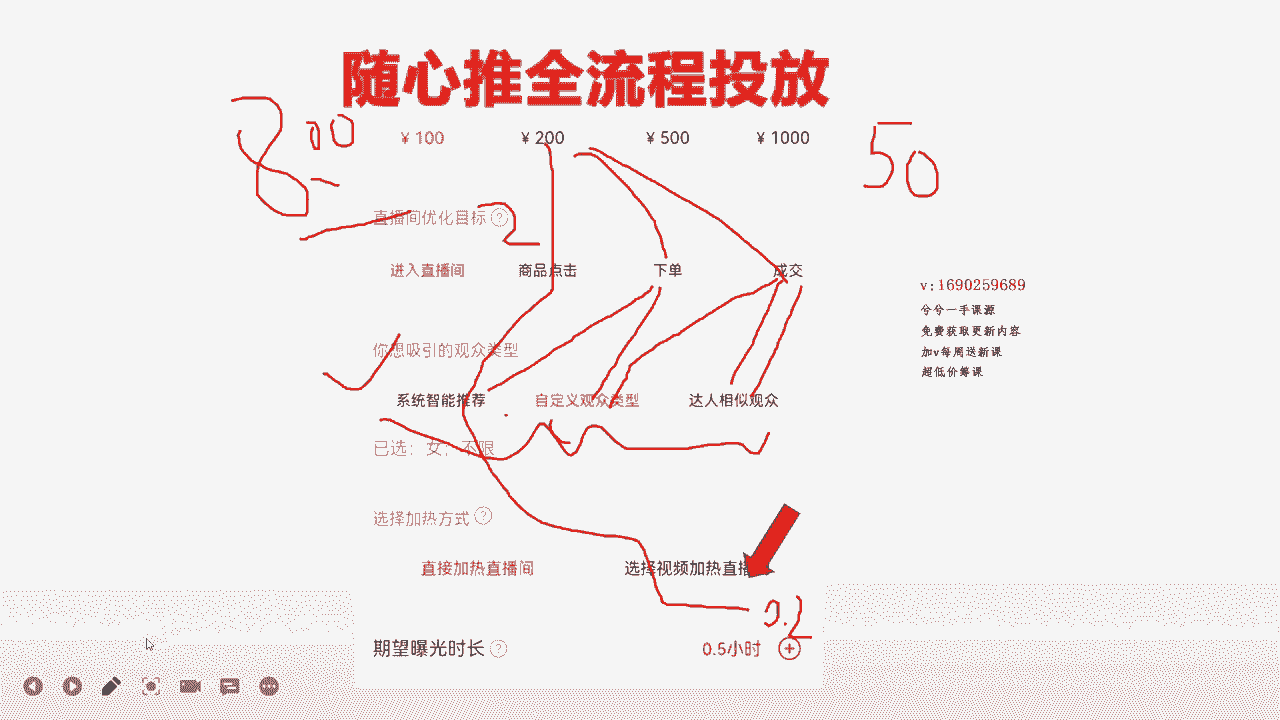 随心推全流程投放
800
¥ 100 ¥ 200 ¥ 500 ¥ 1000
50
直播间优化目标 ?
2
进入直播间 商品点击 下单 成交
v:1690259689
兮兮一手课源
免费获取更新内容
加v每周送新课
超低价筹课
你想吸引的观众类型
系统智能推荐 自定义观众类型 达人相似观众
已选：女；不限
选择加热方式 ?
直接加热直播间 选择视频加热直播
0.2
期望曝光时长 ? 0.5小时 +